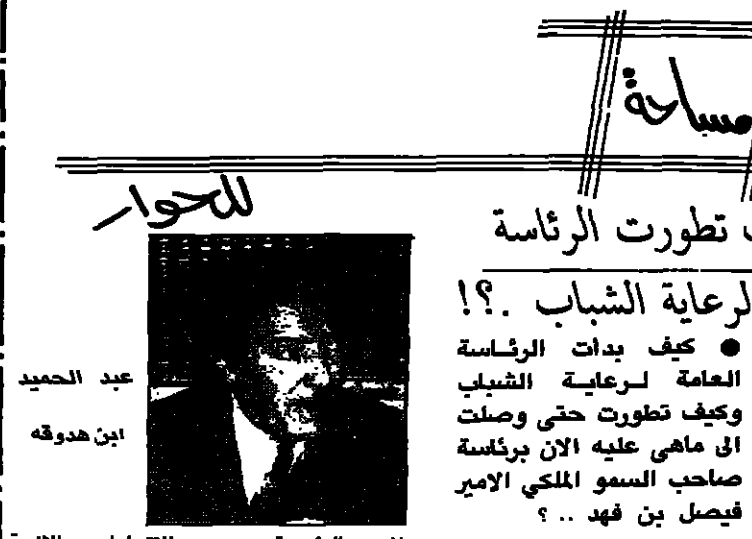 مساحة
للحوار
تطورت الرئاسة
لرعاية الشباب .؟!
● كيف بدأت الرئاسة
العامة لرعاية الشباب
وكيف تطورت حتى وصلت
الى ماهي عليه الان برئاسة
صاحب السمو الملكي الامير
فيصل بن فهد .. ؟
عبد الحميد
ابن هدوقه